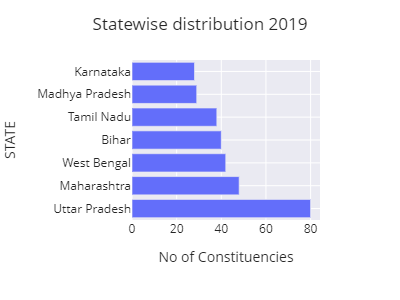 Statewise distribution 2019
STATE
Karnataka
Madhya Pradesh
Tamil Nadu
Bihar
West Bengal
Maharashtra
Uttar Pradesh
0 20 40 60 80
No of Constituencies